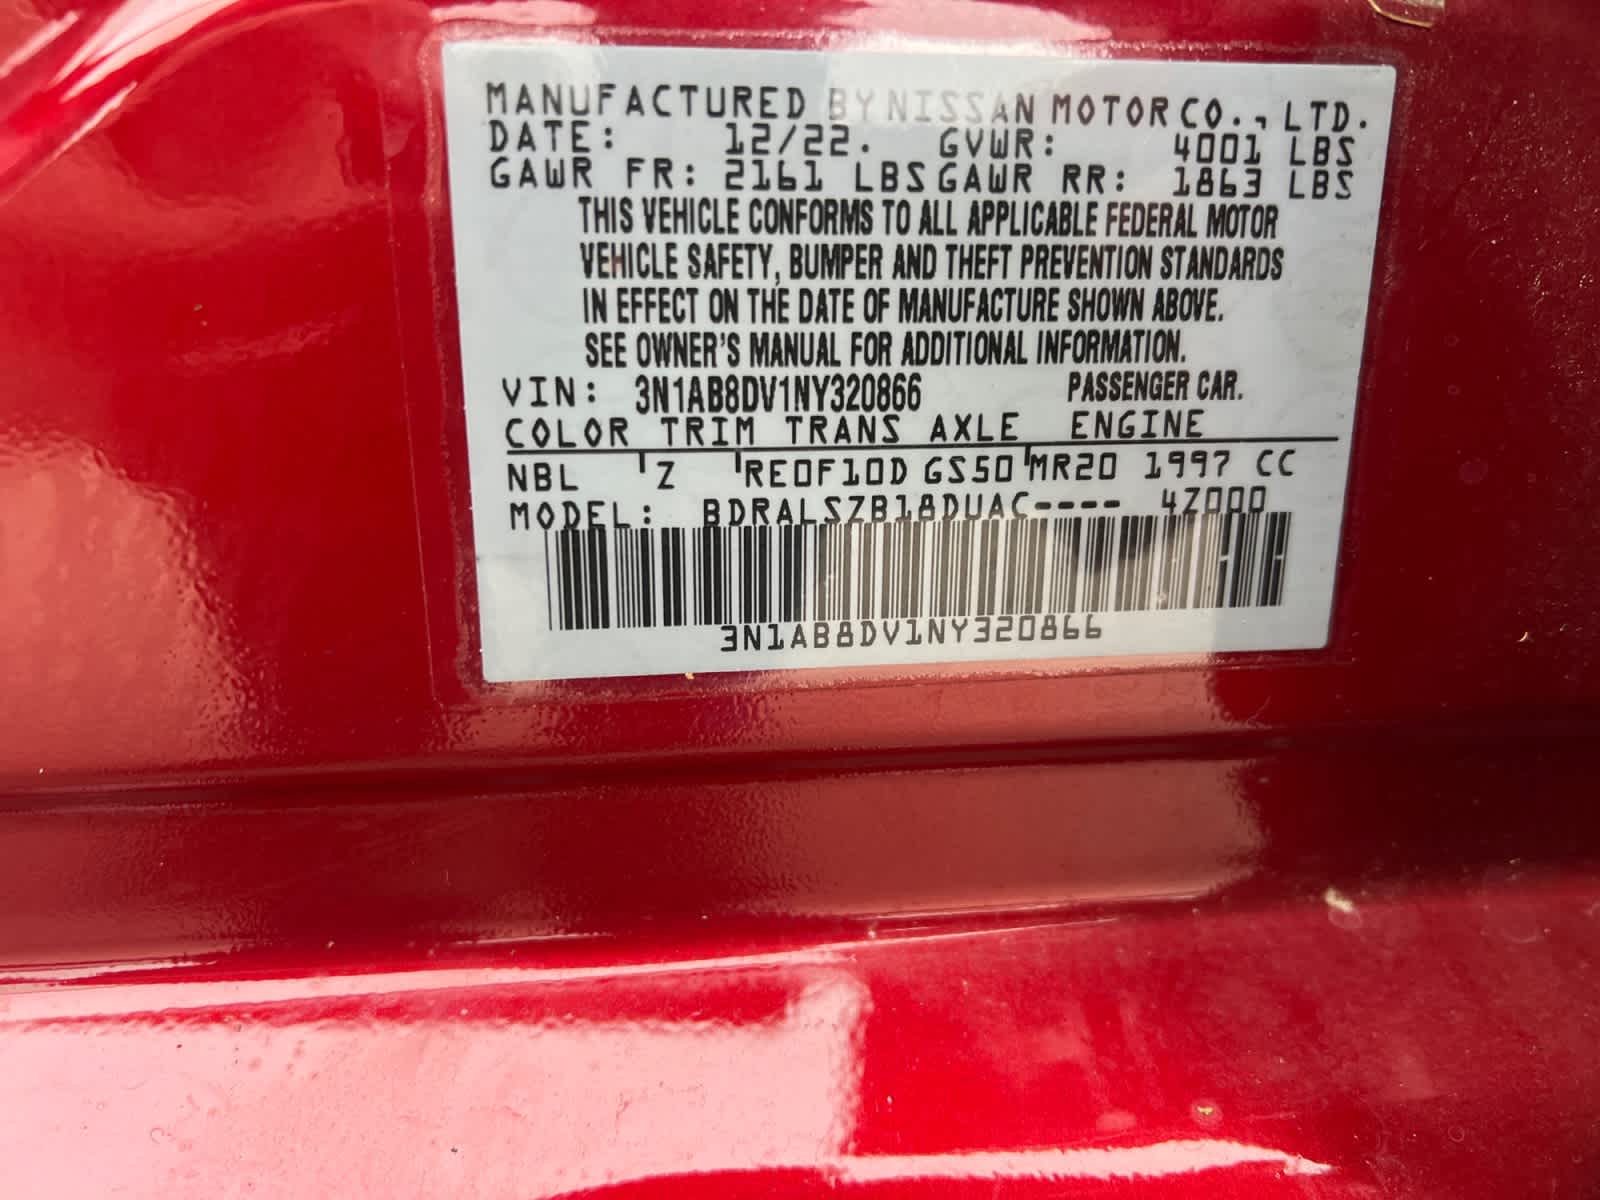 MANUFACTURED BY NISSAN MOTOR CO., LTD.
DATE: 12/22. GVWR: 4001 LBS
GAWR FR: 2161 LBS GAWR RR: 1863 LBS
THIS VEHICLE CONFORMS TO ALL APPLICABLE FEDERAL MOTOR
VEHICLE SAFETY, BUMPER AND THEFT PREVENTION STANDARDS
IN EFFECT ON THE DATE OF MANUFACTURE SHOWN ABOVE.
SEE OWNER'S MANUAL FOR ADDITIONAL INFORMATION.
VIN: 3N1AB8DV1NY320866 PASSENGER CAR.
COLOR TRIM TRANS AXLE ENGINE
NBL Z RE0F10D GS50 MR20 1997 CC
MODEL: BDRALSZB18DUAC---- 4Z000
3N1AB8DV1NY320866